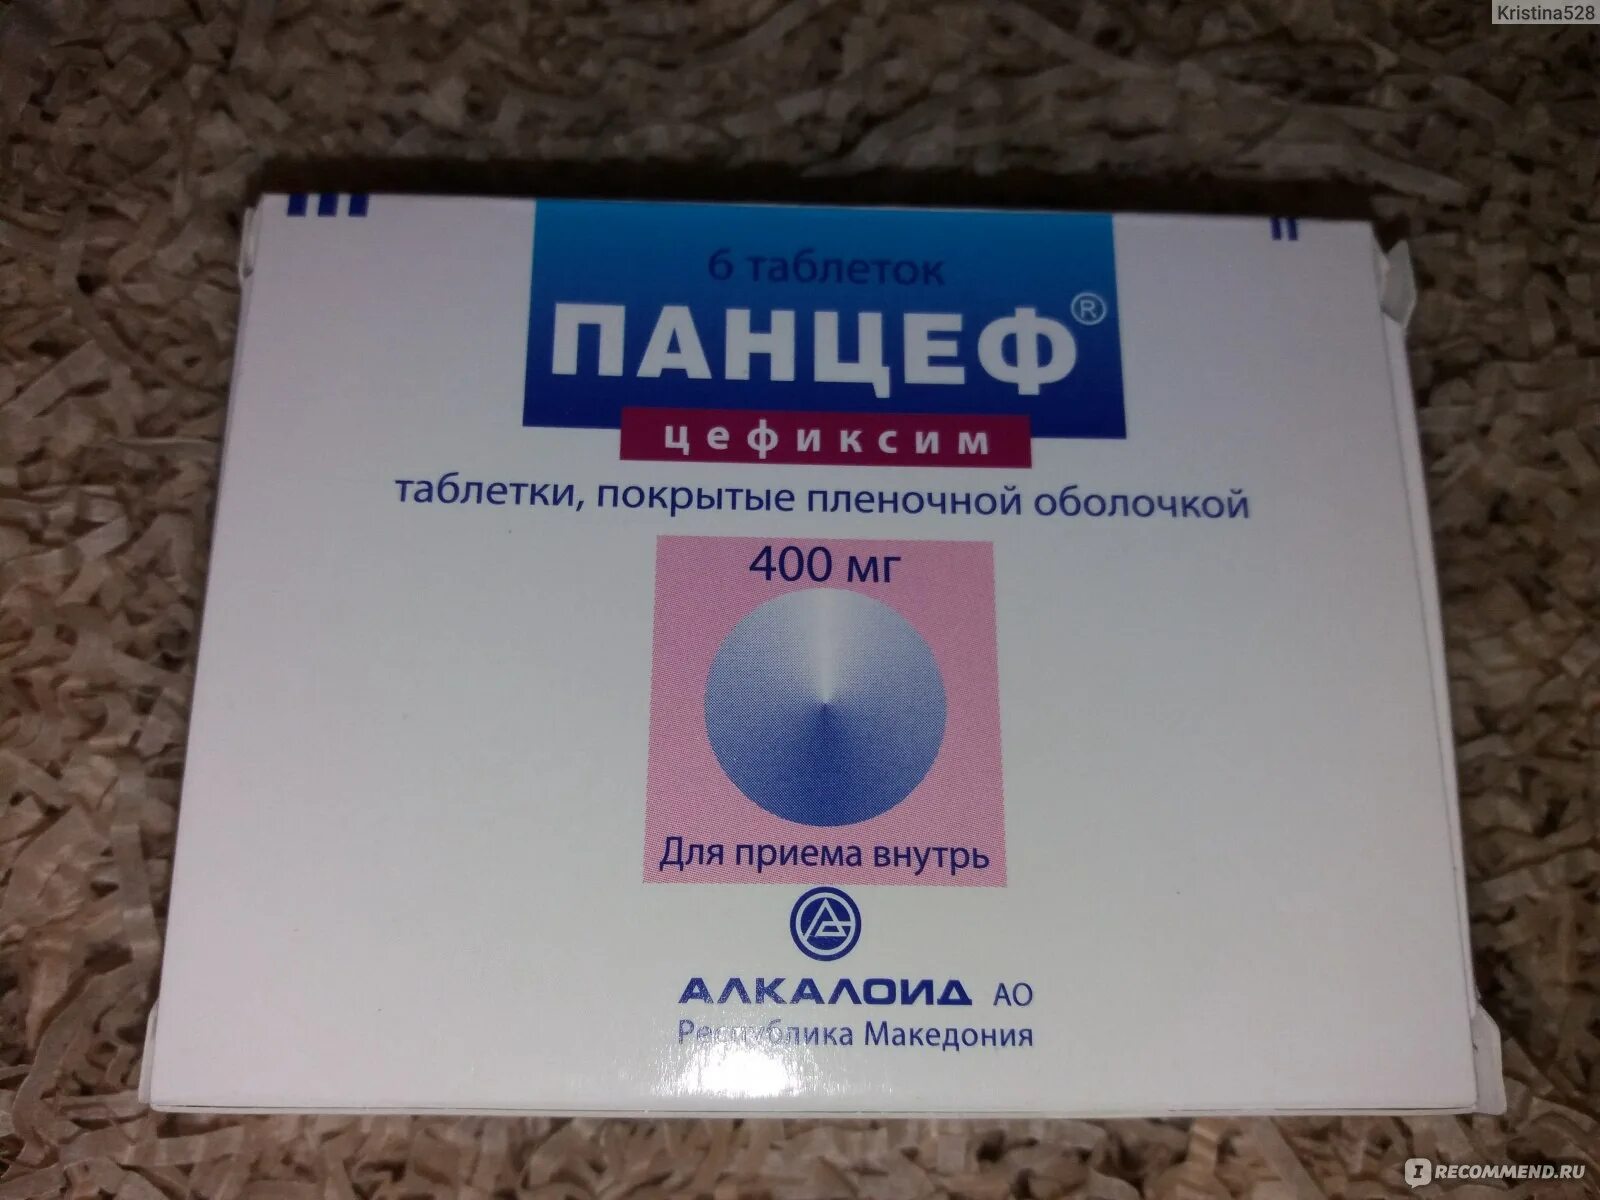 Kristina528
6 таблеток
ПАНЦЕФ®
цефиксим
таблетки, покрытые пленочной оболочкой
400 мг
Для приема внутрь
АЛКАЛОИД АО
Республика Македония
IRECOMMEND.RU